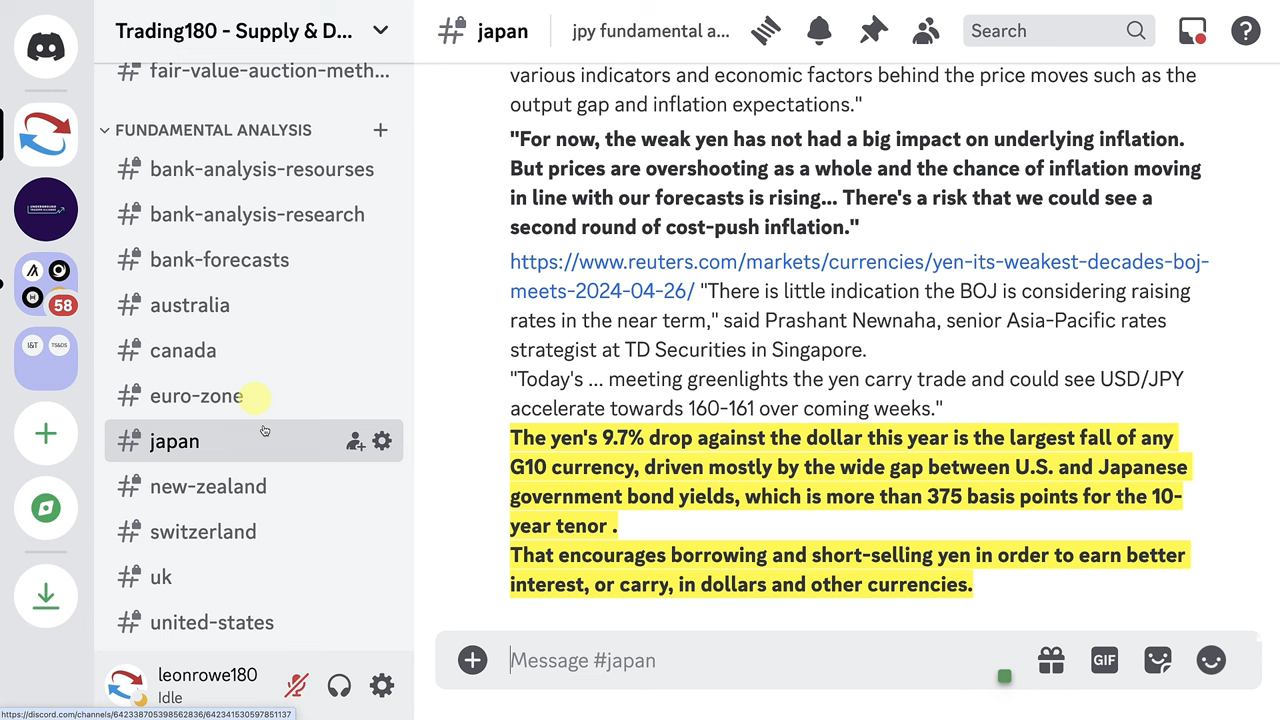 Trading180 - Supply & D...
fair-value-auction-meth...
FUNDAMENTAL ANALYSIS
bank-analysis-resourses
bank-analysis-research
bank-forecasts
australia
canada
euro-zone
japan
new-zealand
switzerland
uk
united-states
58
I&T
TS&OS
leonrowe180
Idle
https://discord.com/channels/642338705398562836/642341530597851137
japan
jpy fundamental a...
Search
various indicators and economic factors behind the price moves such as the
output gap and inflation expectations."
"For now, the weak yen has not had a big impact on underlying inflation.
But prices are overshooting as a whole and the chance of inflation moving
in line with our forecasts is rising... There's a risk that we could see a
second round of cost-push inflation."
https://www.reuters.com/markets/currencies/yen-its-weakest-decades-boj-
meets-2024-04-26/ "There is little indication the BOJ is considering raising
rates in the near term," said Prashant Newnaha, senior Asia-Pacific rates
strategist at TD Securities in Singapore.
"Today's ... meeting greenlights the yen carry trade and could see USD/JPY
accelerate towards 160-161 over coming weeks."
The yen's 9.7% drop against the dollar this year is the largest fall of any
G10 currency, driven mostly by the wide gap between U.S. and Japanese
government bond yields, which is more than 375 basis points for the 10-
year tenor .
That encourages borrowing and short-selling yen in order to earn better
interest, or carry, in dollars and other currencies.
Message #japan
GIF